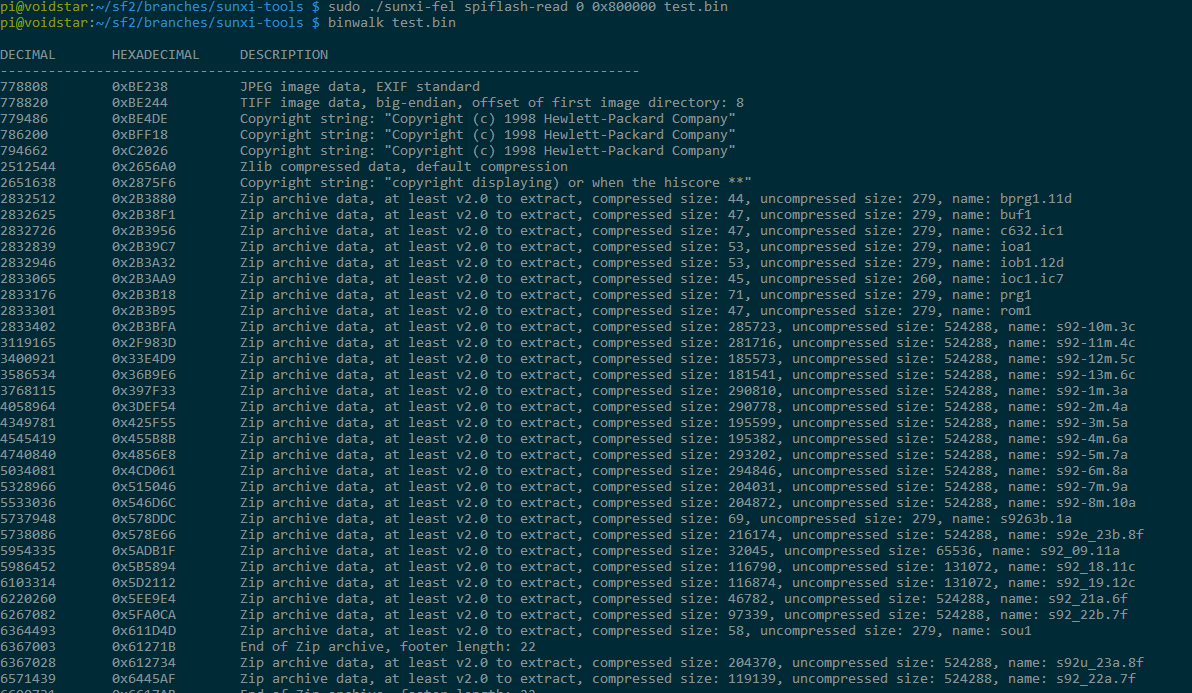 pi@voidstar:~/sf2/branches/sunxi-tools $ sudo ./sunxi-fel spiflash-read 0 0x800000 test.bin
pi@voidstar:~/sf2/branches/sunxi-tools $ binwalk test.bin
DECIMAL       HEXADECIMAL     DESCRIPTION
--------------------------------------------------------------------------------
778808        0xBE238         JPEG image data, EXIF standard
778820        0xBE244         TIFF image data, big-endian, offset of first image directory: 8
779486        0xBE4DE         Copyright string: "Copyright (c) 1998 Hewlett-Packard Company"
786200        0xBFF18         Copyright string: "Copyright (c) 1998 Hewlett-Packard Company"
794662        0xC2026         Copyright string: "Copyright (c) 1998 Hewlett-Packard Company"
2512544       0x2656A0        Zlib compressed data, default compression
2651638       0x2875F6        Copyright string: "copyright displaying) or when the hiscore **"
2832512       0x2B3880        Zip archive data, at least v2.0 to extract, compressed size: 44, uncompressed size: 279, name: bprg1.11d
2832625       0x2B38F1        Zip archive data, at least v2.0 to extract, compressed size: 47, uncompressed size: 279, name: buf1
2832726       0x2B3956        Zip archive data, at least v2.0 to extract, compressed size: 47, uncompressed size: 279, name: c632.ic1
2832839       0x2B39C7        Zip archive data, at least v2.0 to extract, compressed size: 53, uncompressed size: 279, name: ioa1
2832946       0x2B3A32        Zip archive data, at least v2.0 to extract, compressed size: 53, uncompressed size: 279, name: iob1.12d
2833065       0x2B3AA9        Zip archive data, at least v2.0 to extract, compressed size: 45, uncompressed size: 260, name: ioc1.ic7
2833176       0x2B3B18        Zip archive data, at least v2.0 to extract, compressed size: 71, uncompressed size: 279, name: prg1
2833301       0x2B3B95        Zip archive data, at least v2.0 to extract, compressed size: 47, uncompressed size: 279, name: rom1
2833402       0x2B3BFA        Zip archive data, at least v2.0 to extract, compressed size: 285723, uncompressed size: 524288, name: s92-10m.3c
3119165       0x2F983D        Zip archive data, at least v2.0 to extract, compressed size: 281716, uncompressed size: 524288, name: s92-11m.4c
3400921       0x33E4D9        Zip archive data, at least v2.0 to extract, compressed size: 185573, uncompressed size: 524288, name: s92-12m.5c
3586534       0x36B9E6        Zip archive data, at least v2.0 to extract, compressed size: 181541, uncompressed size: 524288, name: s92-13m.6c
3768115       0x397F33        Zip archive data, at least v2.0 to extract, compressed size: 290810, uncompressed size: 524288, name: s92-1m.3a
4058964       0x3DEF54        Zip archive data, at least v2.0 to extract, compressed size: 290778, uncompressed size: 524288, name: s92-2m.4a
4349781       0x425F55        Zip archive data, at least v2.0 to extract, compressed size: 195599, uncompressed size: 524288, name: s92-3m.5a
4545419       0x455B8B        Zip archive data, at least v2.0 to extract, compressed size: 195382, uncompressed size: 524288, name: s92-4m.6a
4740840       0x4856E8        Zip archive data, at least v2.0 to extract, compressed size: 293202, uncompressed size: 524288, name: s92-5m.7a
5034081       0x4CD061        Zip archive data, at least v2.0 to extract, compressed size: 294846, uncompressed size: 524288, name: s92-6m.8a
5328966       0x515046        Zip archive data, at least v2.0 to extract, compressed size: 204031, uncompressed size: 524288, name: s92-7m.9a
5533036       0x546D6C        Zip archive data, at least v2.0 to extract, compressed size: 204872, uncompressed size: 524288, name: s92-8m.10a
5737948       0x578DDC        Zip archive data, at least v2.0 to extract, compressed size: 69, uncompressed size: 279, name: s9263b.1a
5738086       0x578E66        Zip archive data, at least v2.0 to extract, compressed size: 216174, uncompressed size: 524288, name: s92e_23b.8f
5954335       0x5ADB1F        Zip archive data, at least v2.0 to extract, compressed size: 32045, uncompressed size: 65536, name: s92_09.11a
5986452       0x5B5894        Zip archive data, at least v2.0 to extract, compressed size: 116790, uncompressed size: 131072, name: s92_18.11c
6103314       0x5D2112        Zip archive data, at least v2.0 to extract, compressed size: 116874, uncompressed size: 131072, name: s92_19.12c
6220260       0x5EE9E4        Zip archive data, at least v2.0 to extract, compressed size: 46782, uncompressed size: 524288, name: s92_21a.6f
6267082       0x5FA0CA        Zip archive data, at least v2.0 to extract, compressed size: 97339, uncompressed size: 524288, name: s92_22b.7f
6364493       0x611D4D        Zip archive data, at least v2.0 to extract, compressed size: 58, uncompressed size: 279, name: sou1
6367003       0x61271B        End of Zip archive, footer length: 22
6367028       0x612734        Zip archive data, at least v2.0 to extract, compressed size: 204370, uncompressed size: 524288, name: s92u_23a.8f
6571439       0x6445AF        Zip archive data, at least v2.0 to extract, compressed size: 119139, uncompressed size: 524288, name: s92_22a.7f
End of Zip archive, footer length: 22